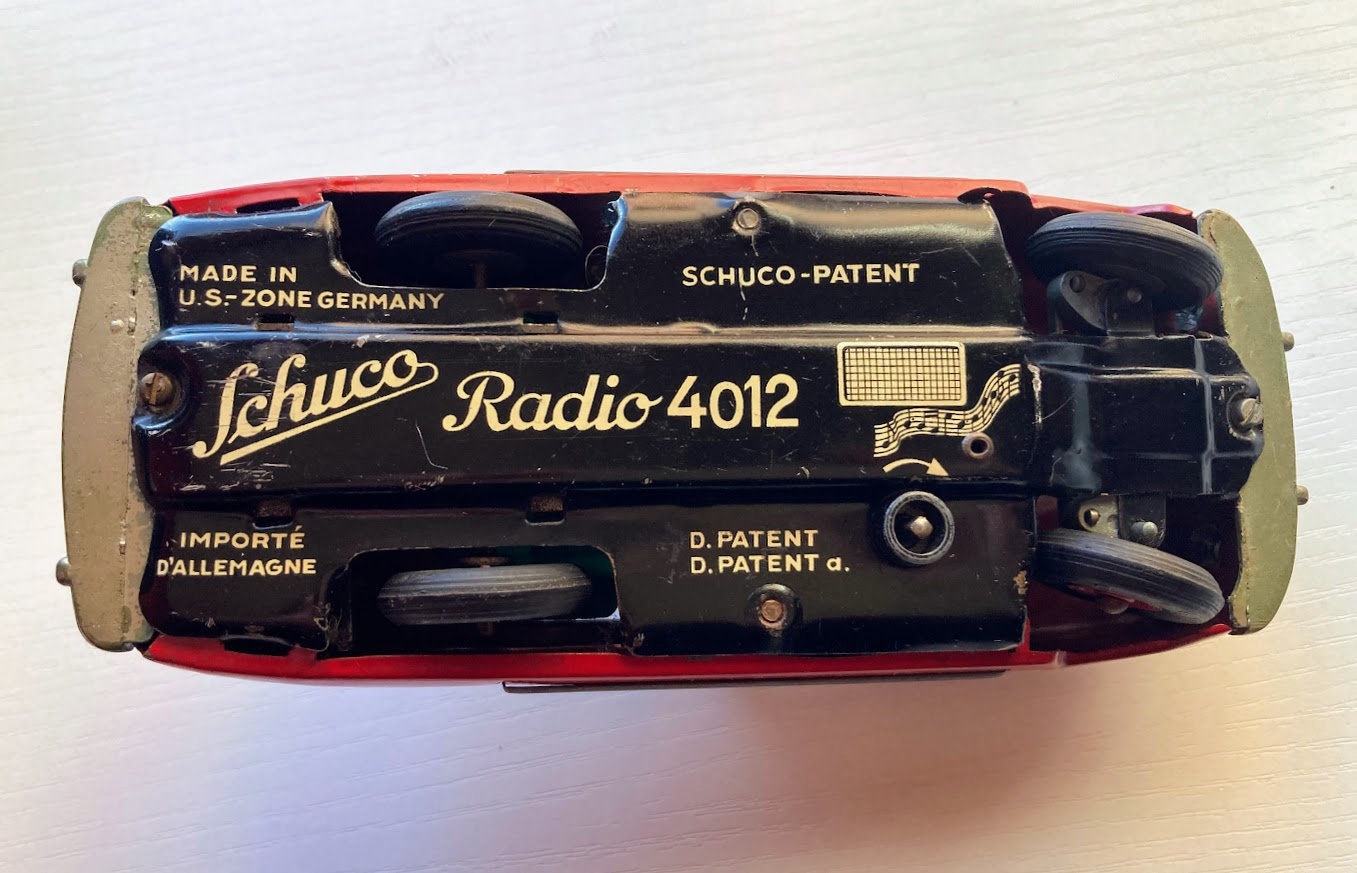 MADE IN
U.S.-ZONE GERMANY
SCHUCO-PATENT
Schuco Radio 4012
IMPORTÉ
D'ALLEMAGNE
D. PATENT
D. PATENT a.